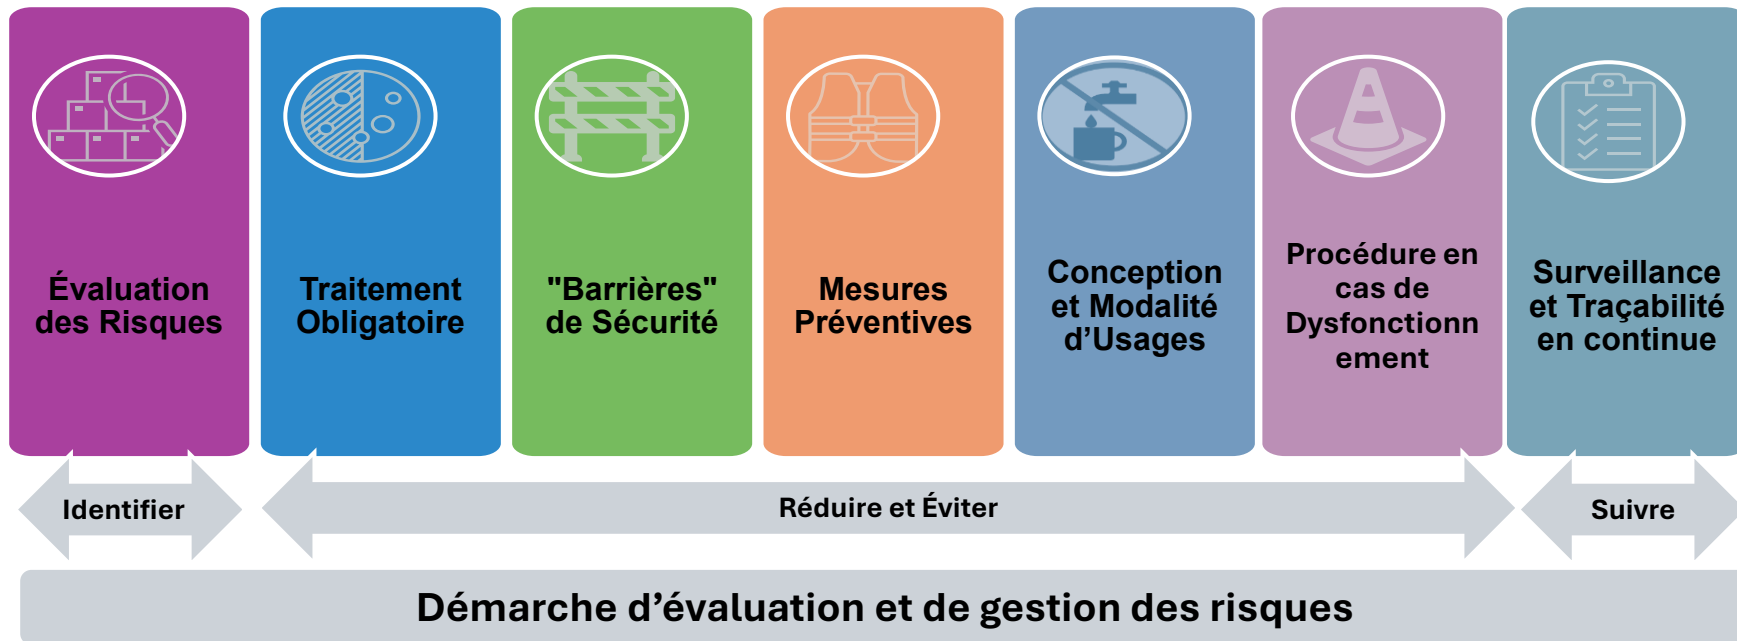 Évaluation
des Risques
Traitement
Obligatoire
"Barrières"
de Sécurité
Mesures
Préventives
Conception
et Modalité
d’Usages
Procédure en
cas de
Dysfonctionn
ement
Surveillance
et Traçabilité
en continue
Identifier
Réduire et Éviter
Suivre
Démarche d’évaluation et de gestion des risques